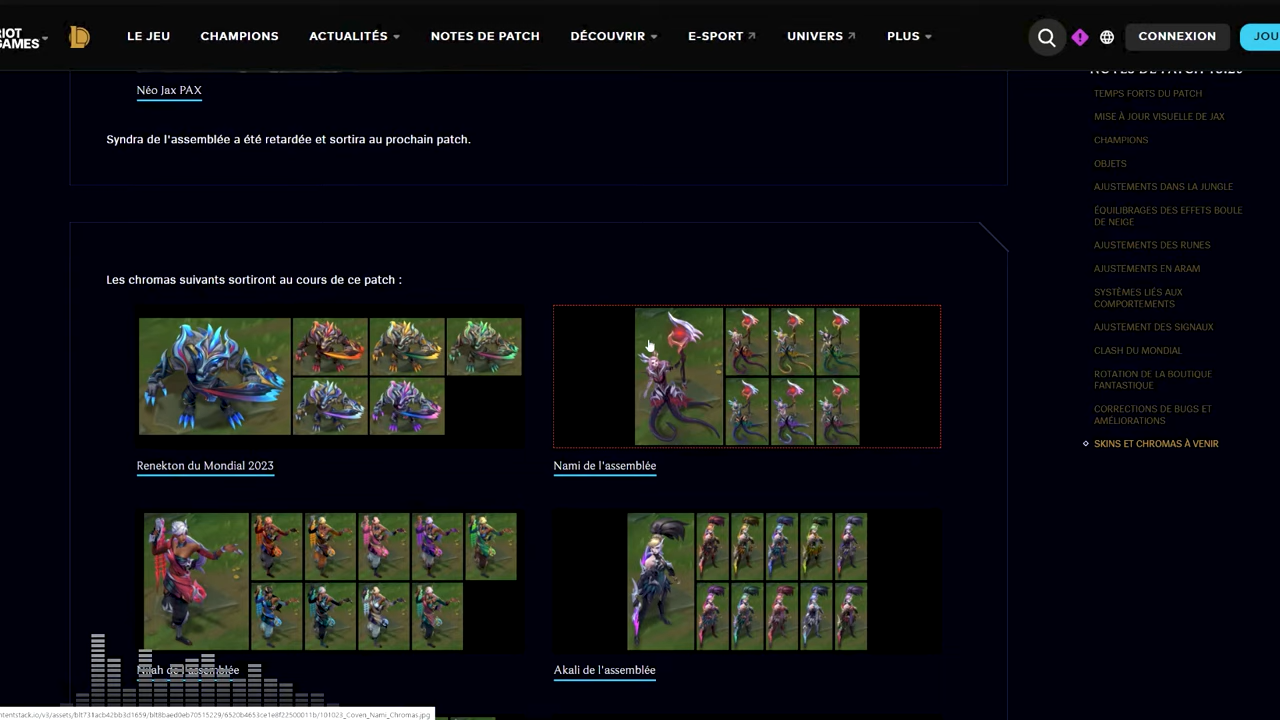 RIOT
GAMES
LE JEU
CHAMPIONS
ACTUALITÉS
NOTES DE PATCH
DÉCOUVRIR
E-SPORT
UNIVERS
PLUS
CONNEXION
JOU
Néo Jax PAX
Syndra de l'assemblée a été retardée et sortira au prochain patch.
Les chromas suivants sortiront au cours de ce patch :
Renekton du Mondial 2023
Nami de l'assemblée
Nilah de l'assemblée
Akali de l'assemblée
TEMPS FORTS DU PATCH
MISE À JOUR VISUELLE DE JAX
CHAMPIONS
OBJETS
AJUSTEMENTS DANS LA JUNGLE
ÉQUILIBRAGES DES EFFETS BOULE
DE NEIGE
AJUSTEMENTS DES RUNES
AJUSTEMENTS EN ARAM
SYSTÈMES LIÉS AUX
COMPORTEMENTS
AJUSTEMENT DES SIGNAUX
CLASH DU MONDIAL
ROTATION DE LA BOUTIQUE
FANTASTIQUE
CORRECTIONS DE BUGS ET
AMÉLIORATIONS
SKINS ET CHROMAS À VENIR